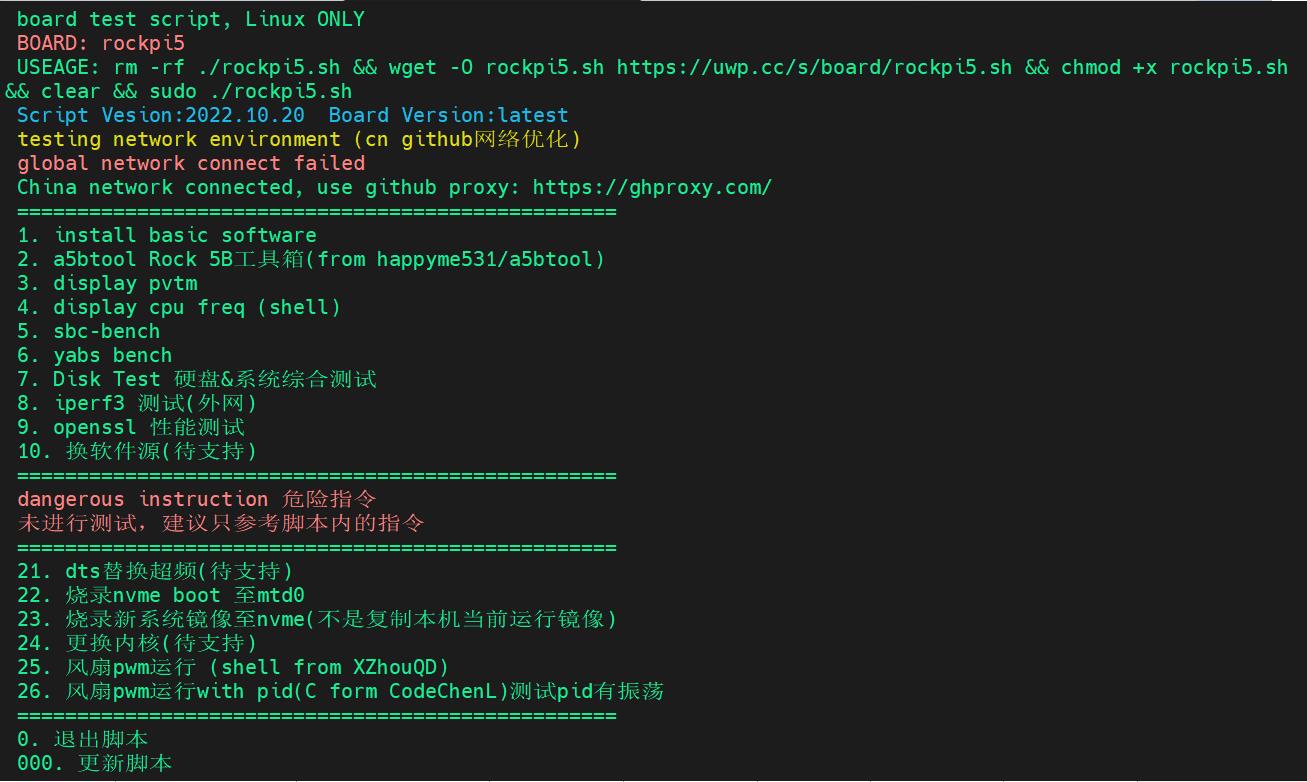 board test script, Linux ONLY
BOARD: rockpi5
USEAGE: rm -rf ./rockpi5.sh && wget -O rockpi5.sh https://uwp.cc/s/board/rockpi5.sh && chmod +x rockpi5.sh
&& clear && sudo ./rockpi5.sh
Script Vesion:2022.10.20  Board Version:latest
testing network environment (cn github网络优化)
global network connect failed
China network connected, use github proxy: https://ghproxy.com/
==================================================
1. install basic software
2. a5btool Rock 5B工具箱(from happyme531/a5btool)
3. display pvtm
4. display cpu freq (shell)
5. sbc-bench
6. yabs bench
7. Disk Test 硬盘&系统综合测试
8. iperf3 测试(外网)
9. openssl 性能测试
10. 换软件源(待支持)
==================================================
dangerous instruction 危险指令
未进行测试，建议只参考脚本内的指令
==================================================
21. dts替换超频(待支持)
22. 烧录nvme boot 至mtd0
23. 烧录新系统镜像至nvme(不是复制本机当前运行镜像)
24. 更换内核(待支持)
25. 风扇pwm运行 (shell from XZhouQD)
26. 风扇pwm运行with pid(C form CodeChenL)测试pid有振荡
==================================================
0. 退出脚本
000. 更新脚本